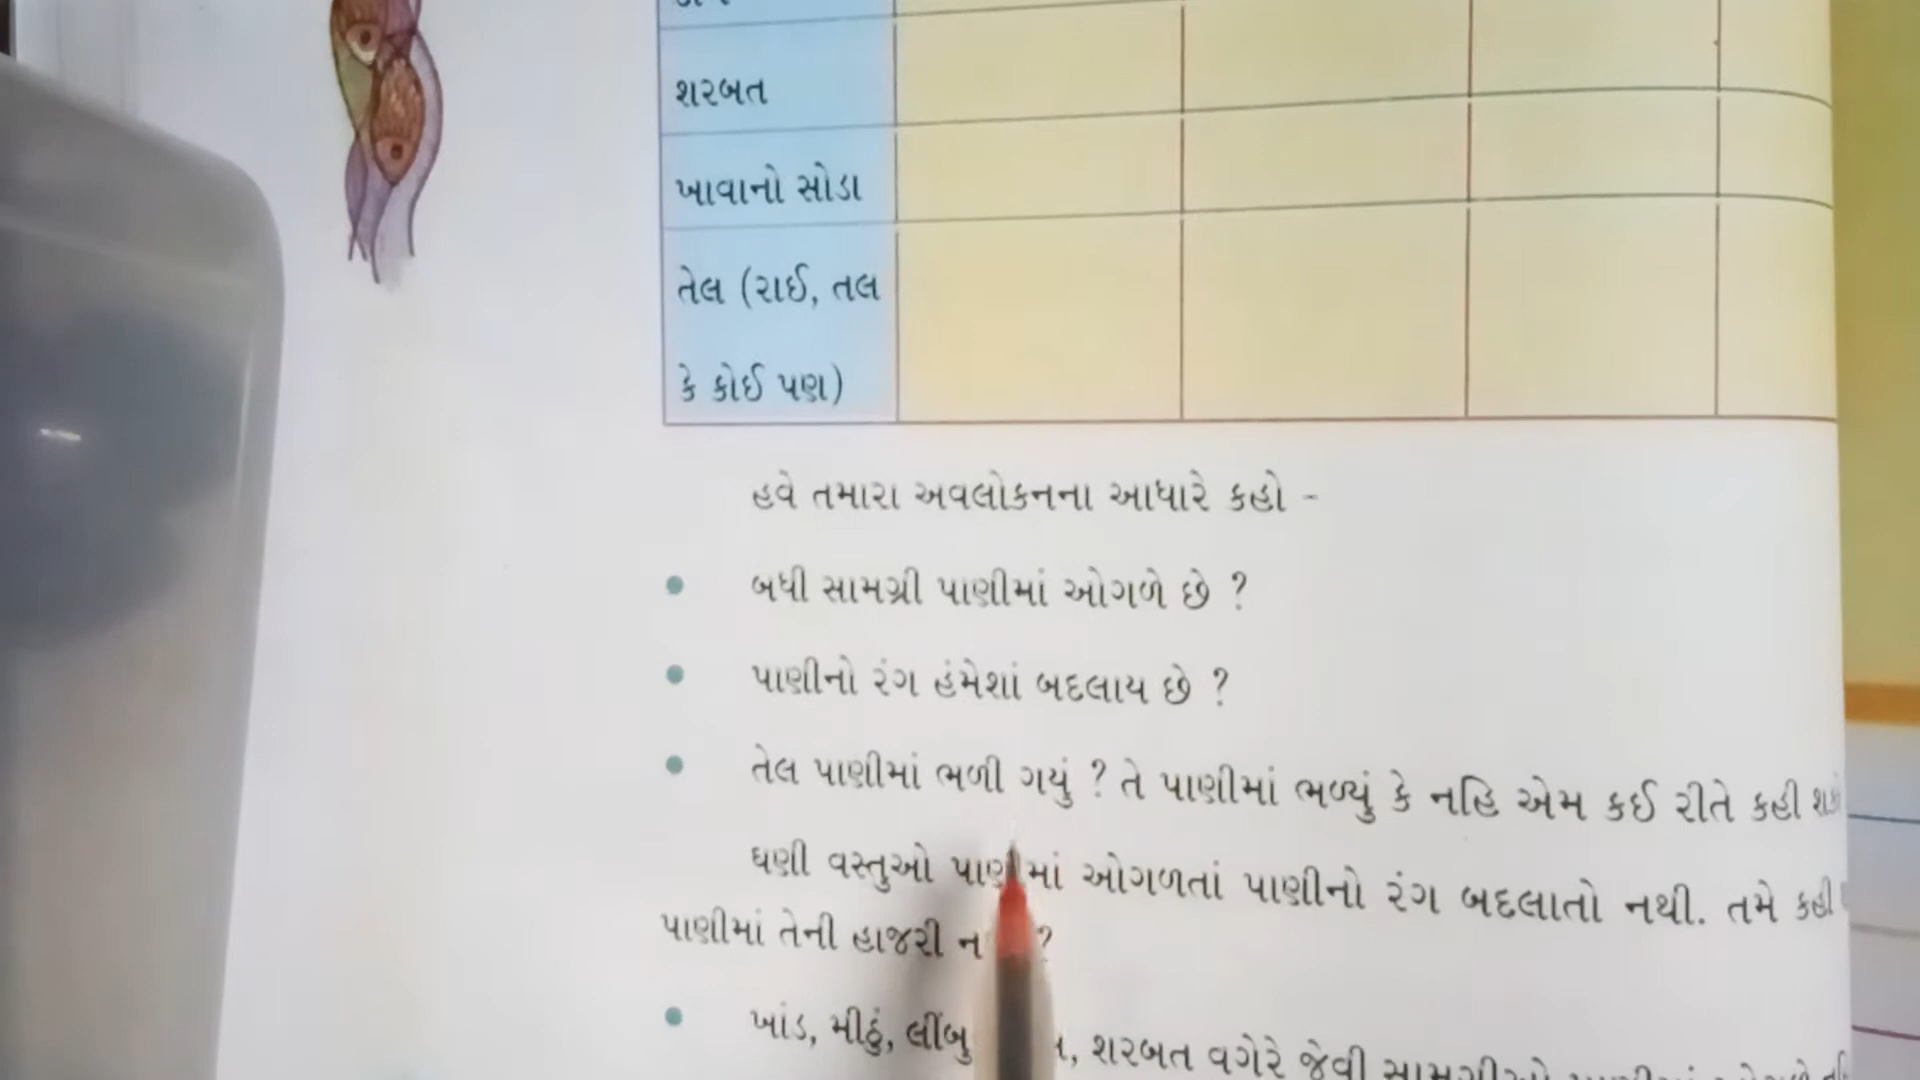 શરબત
ખાવાનો સોડા
તેલ (રાઈ, તલ
કે કોઈ પણ)
હવે તમારા અવલોકનના આધારે કહો -
• બધી સામગ્રી પાણીમાં ઓગળે છે ?
• પાણીનો રંગ હંમેશાં બદલાય છે ?
• તેલ પાણીમાં ભળી ગયું ? તે પાણીમાં ભળ્યું કે નહિ એમ કઈ રીતે કહી
ઘણી વસ્તુઓ પાણીમાં ઓગળતાં પાણીનો રંગ બદલાતો નથી. તમે કહી
પાણીમાં તેની હાજરી ?
• ખાંડ, મીઠું, લીંબુ શરબત વગેરે જેવી